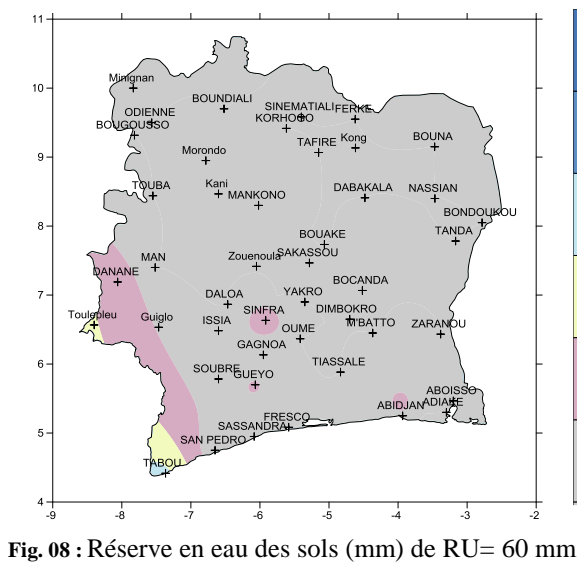 11
10
9
8
7
6
5
4
Minignan
ODIENNE
BOUGOUSSO
BOUNDIALI
SINEMATIALI
FERKE
KORHOGO
TAFIRE
Kong
BOUNA
Morondo
TOUBA
Kani
MANKONO
DABAKALA
NASSIAN
BONDOUKOU
TANDA
BOUAKE
SAKASSOU
MAN
Zouenoula
DANANE
BOCANDA
DALOA
YAKRO
SINFRA
DIMBOKRO
Toulepleu
Guiglo
ISSIA
OUME
M'BATTO
ZARANOU
GAGNOA
TIASSALE
SOUBRE
GUEYO
ABOISSO
ABIDJAN
ADIAKE
FRESCO
SASSANDRA
SAN PEDRO
TABOU
-9 -8 -7 -6 -5 -4 -3 -2
Fig. 08 : Réserve en eau des sols (mm) de RU= 60 mm